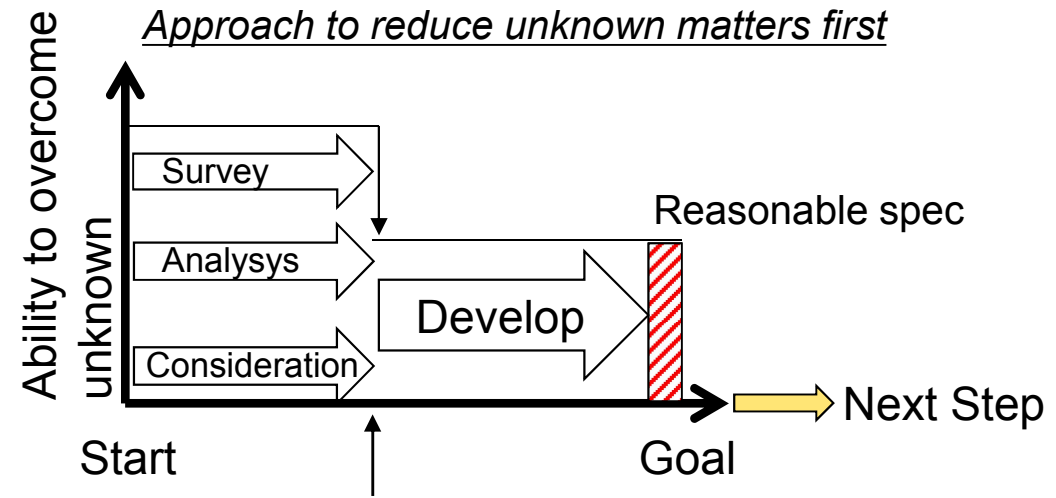 Approach to reduce unknown matters first
Ability to overcome
unknown
Survey
Reasonable spec
Analysys
Develop
Consideration
Next Step
Start
Goal